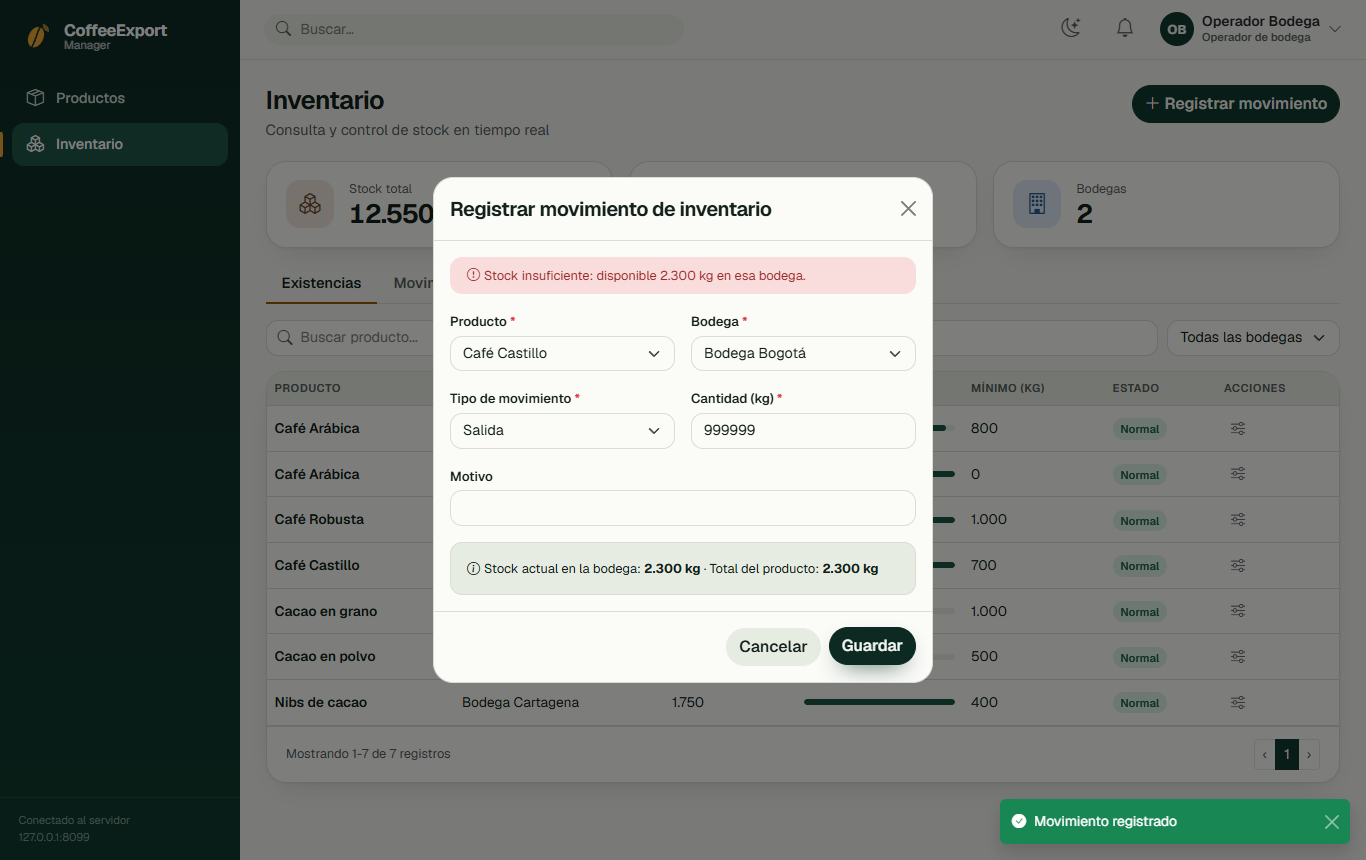 CoffeeExport
Manager
Productos
Inventario
Conectado al servidor
127.0.0.1:8099
Buscar...
OB
Operador Bodega
Operador de bodega
Inventario
Consulta y control de stock en tiempo real
+ Registrar movimiento
Stock total
12.550
Bodegas
2
Existencias
Movi
Buscar producto...
Todas las bodegas
PRODUCTO
MÍNIMO (KG)
ESTADO
ACCIONES
Café Arábica
800
Normal
Café Arábica
0
Normal
Café Robusta
1.000
Normal
Café Castillo
700
Normal
Cacao en grano
1.000
Normal
Cacao en polvo
500
Normal
Nibs de cacao
Bodega Cartagena
1.750
400
Normal
Mostrando 1-7 de 7 registros
‹ 1 ›
Registrar movimiento de inventario
Stock insuficiente: disponible 2.300 kg en esa bodega.
Producto *
Bodega *
Café Castillo
Bodega Bogotá
Tipo de movimiento *
Cantidad (kg) *
Salida
999999
Motivo
Stock actual en la bodega: 2.300 kg · Total del producto: 2.300 kg
Cancelar
Guardar
Movimiento registrado